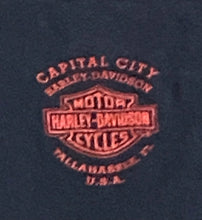 CAPITAL CITY
HARLEY-DAVIDSON
MOTOR
HARLEY-DAVIDSON
CYCLES
TALLAHASSEE, FL
U.S.A.